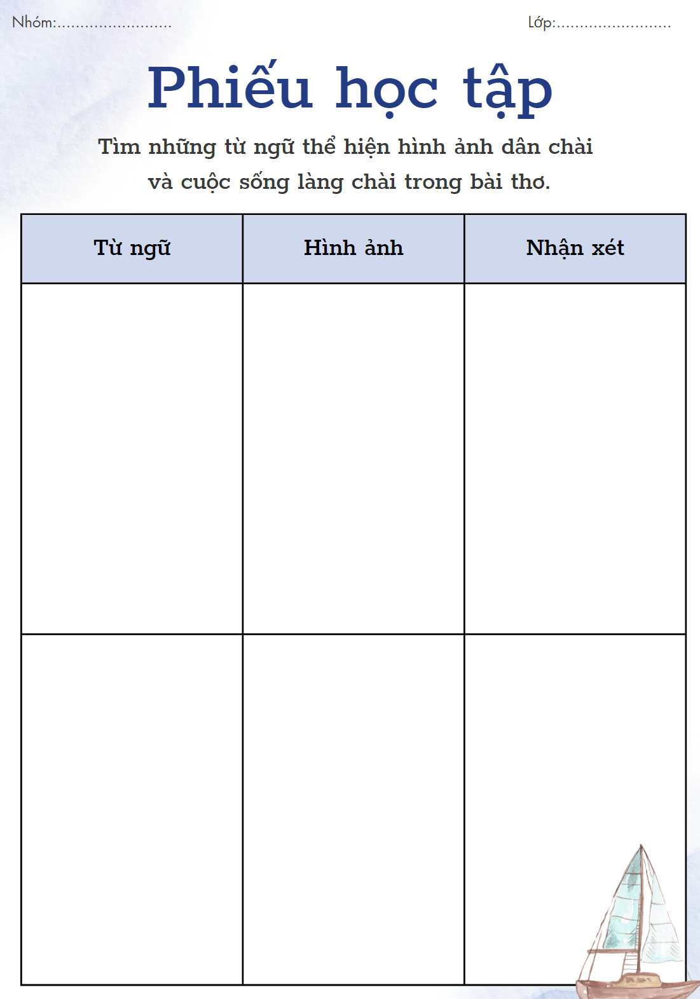 Nhóm:.........................
Lớp:.........................
Phiếu học tập
Tìm những từ ngữ thể hiện hình ảnh dân chài
và cuộc sống làng chài trong bài thơ.
Từ ngữ
Hình ảnh
Nhận xét